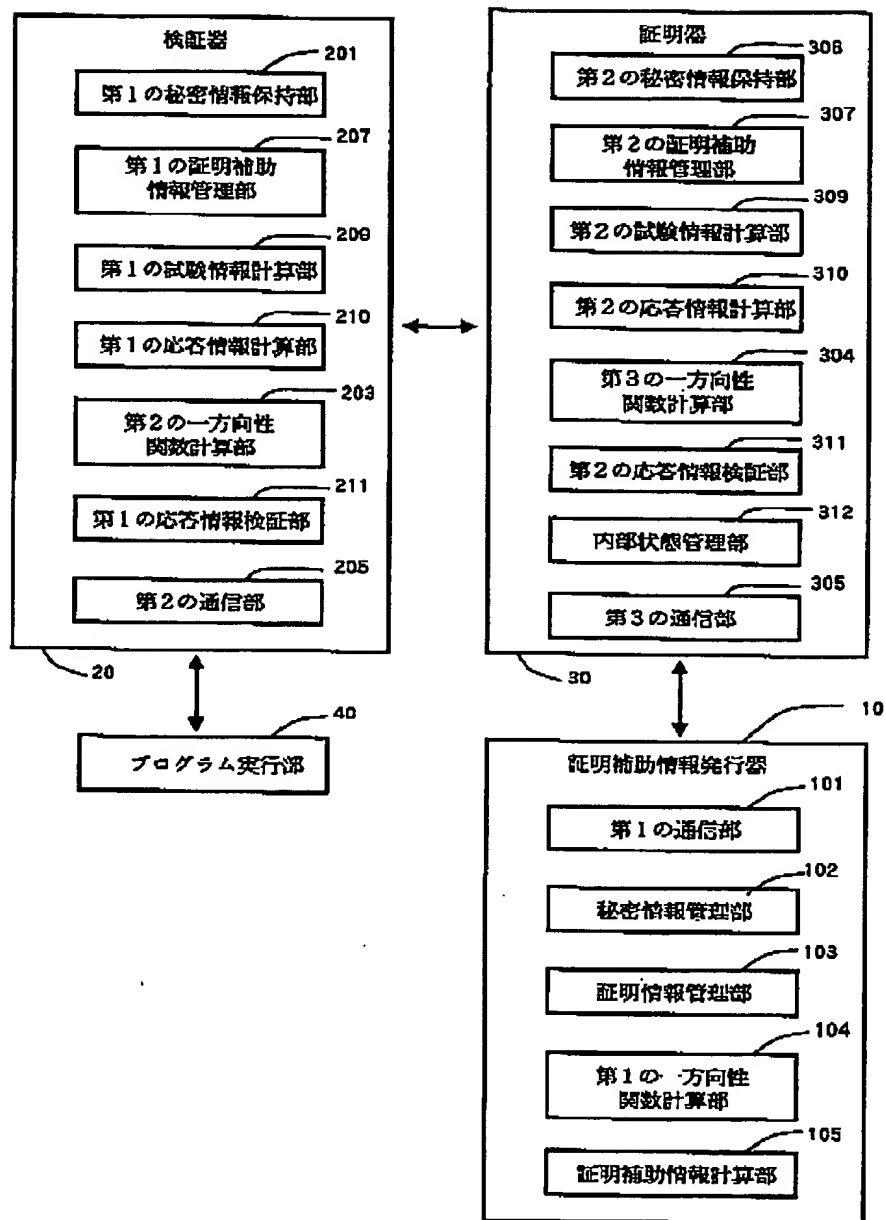 検証器
201
第1の秘密情報保持部
207
第1の証明補助
情報管理部
209
第1の試験情報計算部
210
第1の応答情報計算部
203
第2の一方向性
関数計算部
211
第1の応答情報検証部
205
第2の通信部
20
40
プログラム実行部
証明器
308
第2の秘密情報保持部
307
第2の証明補助
情報管理部
309
第2の試験情報計算部
310
第2の応答情報計算部
304
第3の一方向性
関数計算部
311
第2の応答情報検証部
312
内部状態管理部
305
第3の通信部
30
10
証明補助情報発行器
101
第1の通信部
102
秘密情報管理部
103
証明情報管理部
104
第1の一方向性
関数計算部
105
証明補助情報計算部